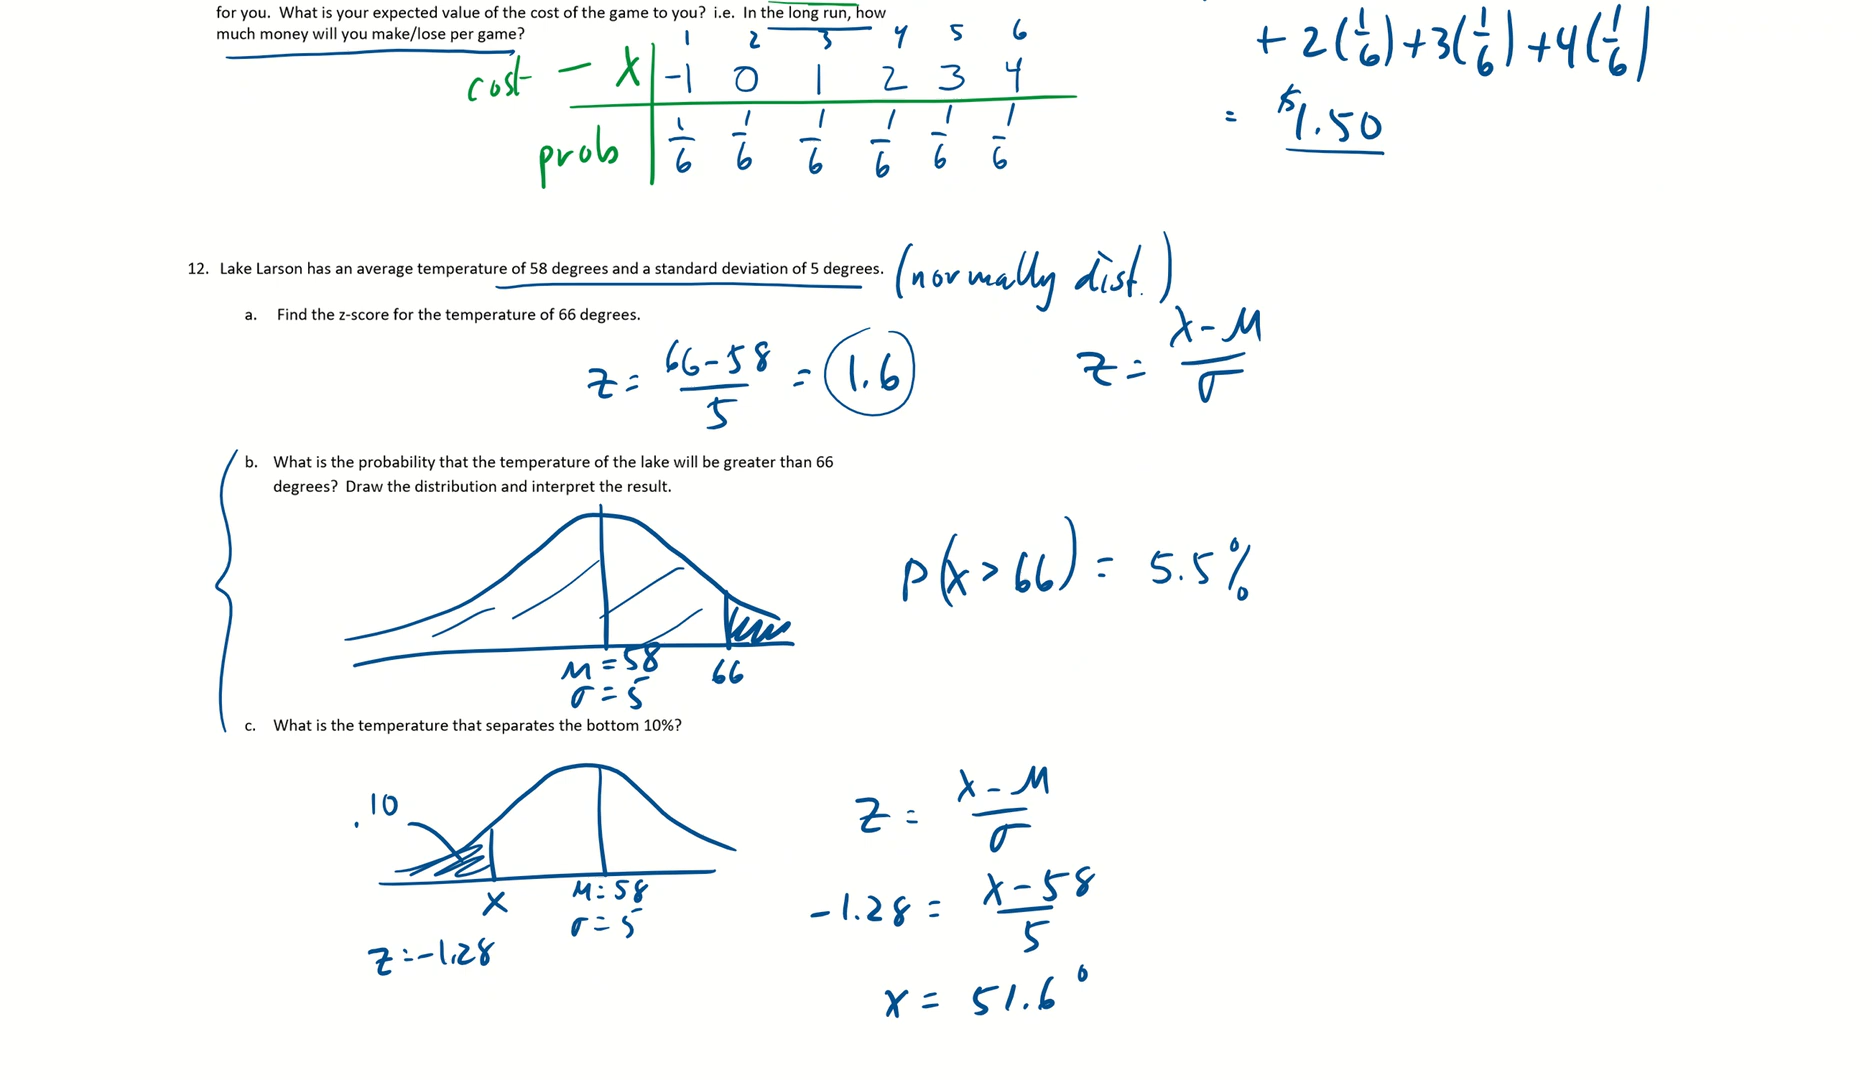 for you. What is your expected value of the cost of the game to you? i.e. In the long run, how
much money will you make/lose per game?
1 2 3 4 5 6
cost – X -1 0 1 2 3 4
prob 1/6 1/6 1/6 1/6 1/6 1/6
+ 2(1/6) + 3(1/6) + 4(1/6)
= $1.50
12. Lake Larson has an average temperature of 58 degrees and a standard deviation of 5 degrees. (normally dist.)
a. Find the z-score for the temperature of 66 degrees.
z = (66-58)/5 = 1.6
z = (x-μ)/σ
b. What is the probability that the temperature of the lake will be greater than 66
degrees? Draw the distribution and interpret the result.
P(x > 66) = 5.5%
μ = 58
σ = 5
66
c. What is the temperature that separates the bottom 10%?
.10
x
μ = 58
σ = 5
z = -1.28
z = (x-μ)/σ
-1.28 = (x-58)/5
x = 51.6°